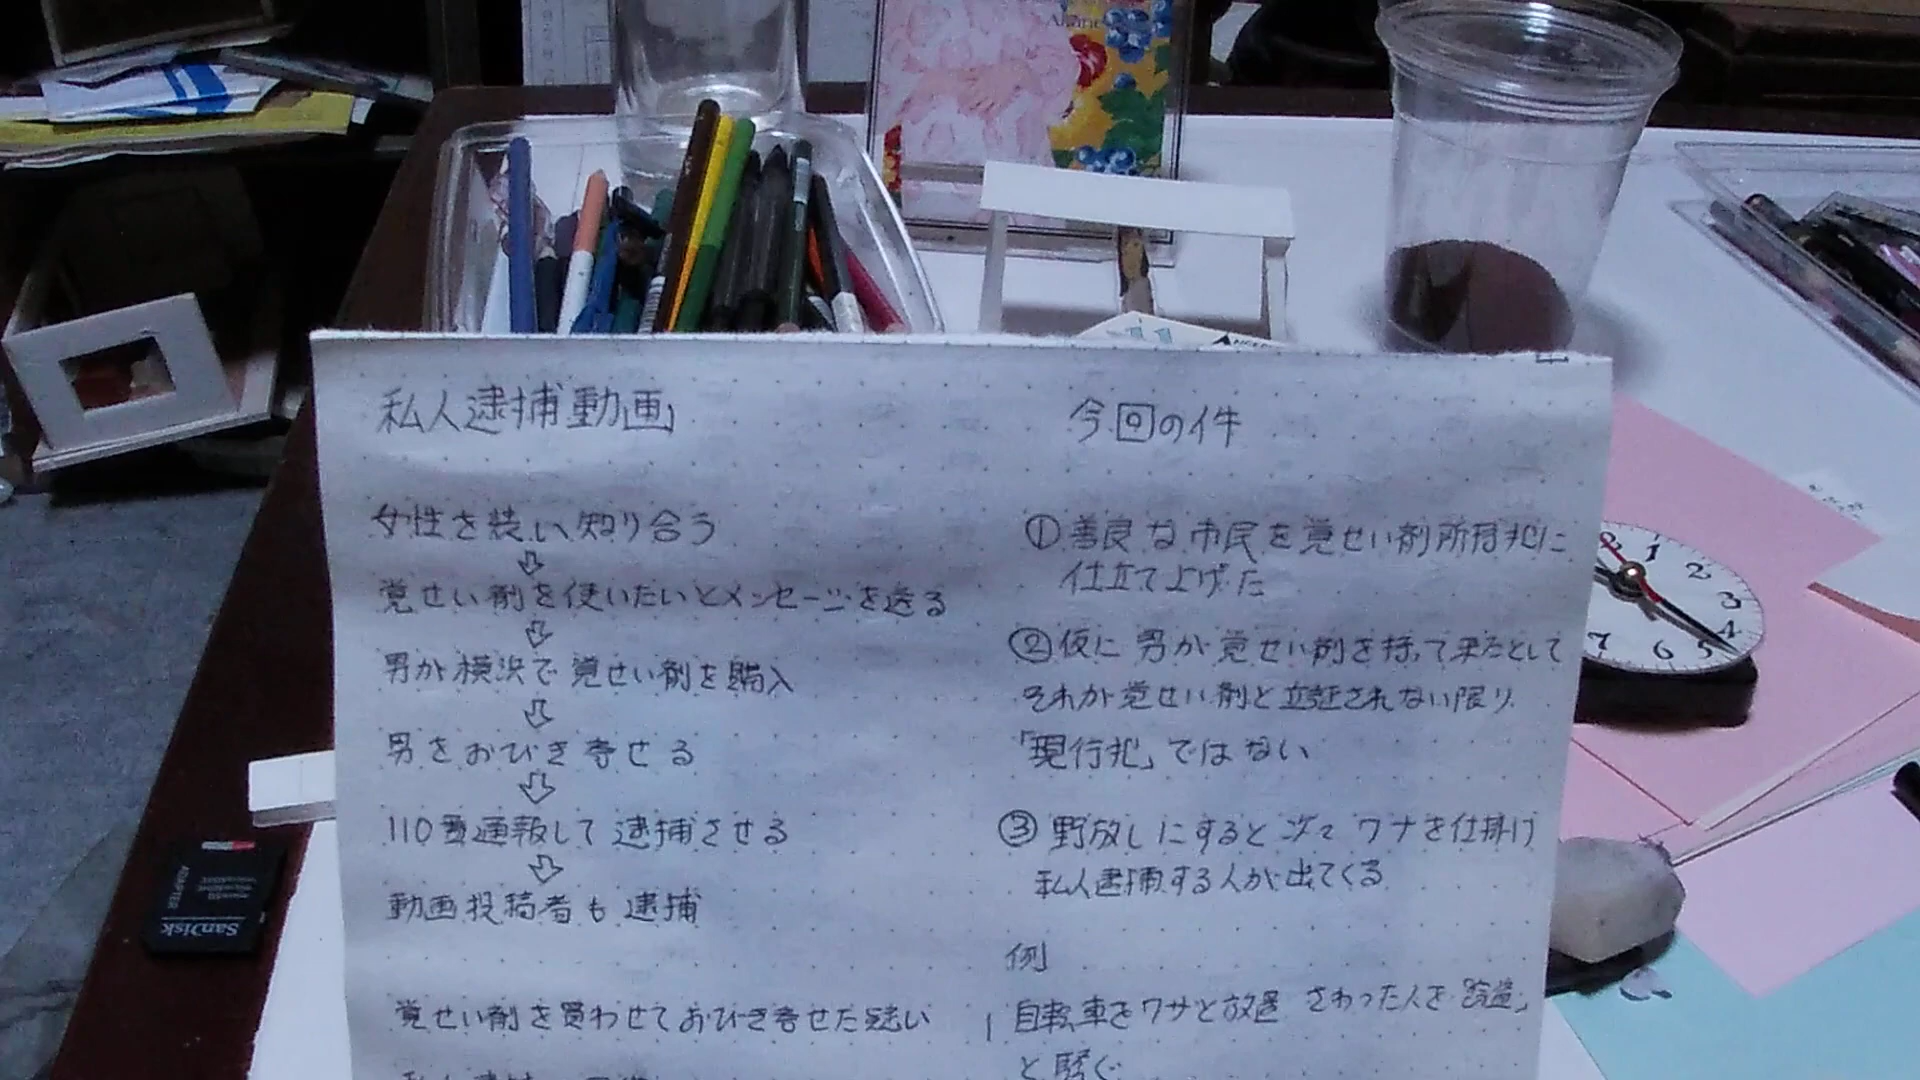 私人逮捕動画
女性を装い知り合う
覚せい剤を使いたいとメッセージを送る
男が横浜で覚せい剤を購入
男をおびき寄せる
110番通報して逮捕させる
動画投稿者も逮捕
覚せい剤を買わせておびき寄せた疑い
今回の件
①善良な市民を覚せい剤所持犯に
仕立て上げた
②仮に男が覚せい剤を持って来たとして
それが覚せい剤と立証されない限り
「現行犯」ではない
③野放しにすると次々ワナを仕掛け
私人逮捕する人が出てくる
例
自転車をワザと放置 さわった人を「窃盗」
と騒ぐ
SanDisk
ADAPTER
1
2
3
4
5
6
7